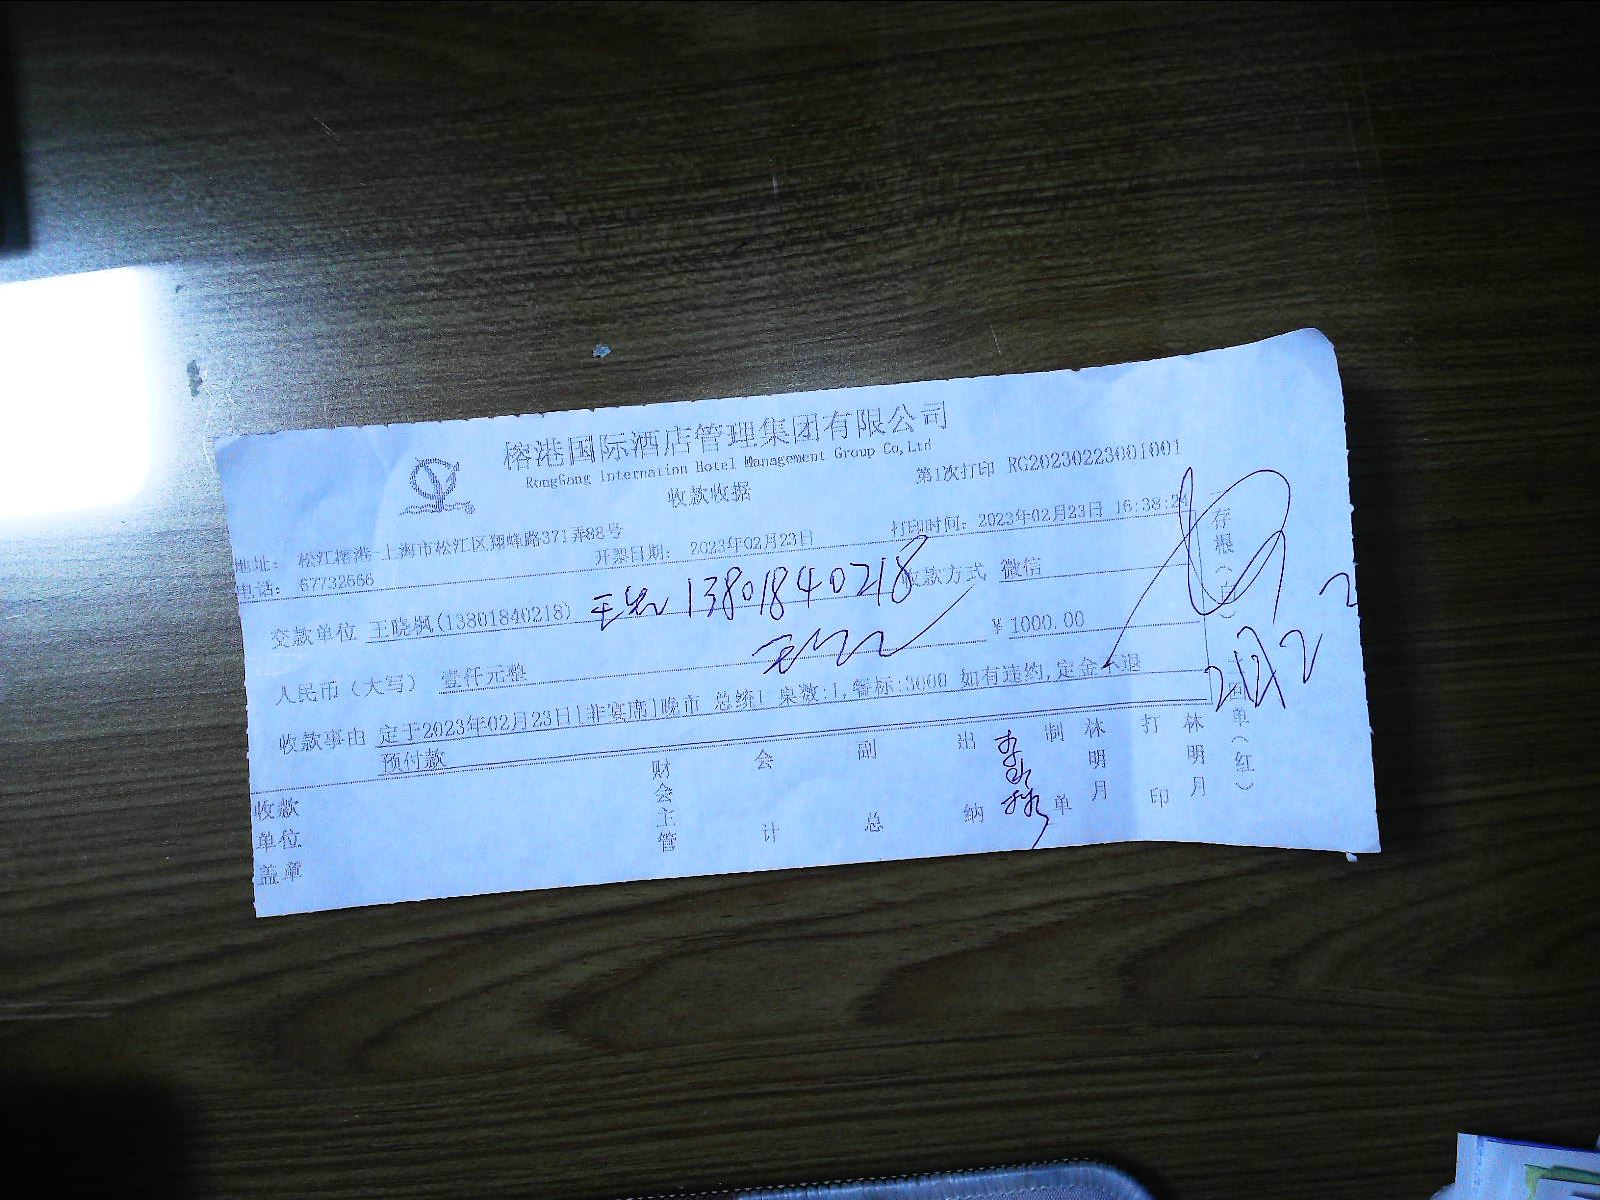 榕港国际酒店管理集团有限公司
RongGang Internation Hotel Management Group Co,Ltd
收款收据
第1次打印 RG20230223001001
地址： 松江榕港-上海市松江区翔峰路371弄88号
电话： 67732666
开票日期： 2023年02月23日
打印时间： 2023年02月23日 16:38:24
交款单位 王晓枫(13801840218) 13801840218 收款方式 微信
人民币（大写） 壹仟元整 ¥ 1000.00
收款事由 定于2023年02月23日|非宴席|晚市 总统1 桌数:1,餐标:3000 如有违约,定金不退
预付款
收款单位盖章
财会主管
会计
副总
出纳
制单 林明月
打印 林明月
存根（白）
（红）